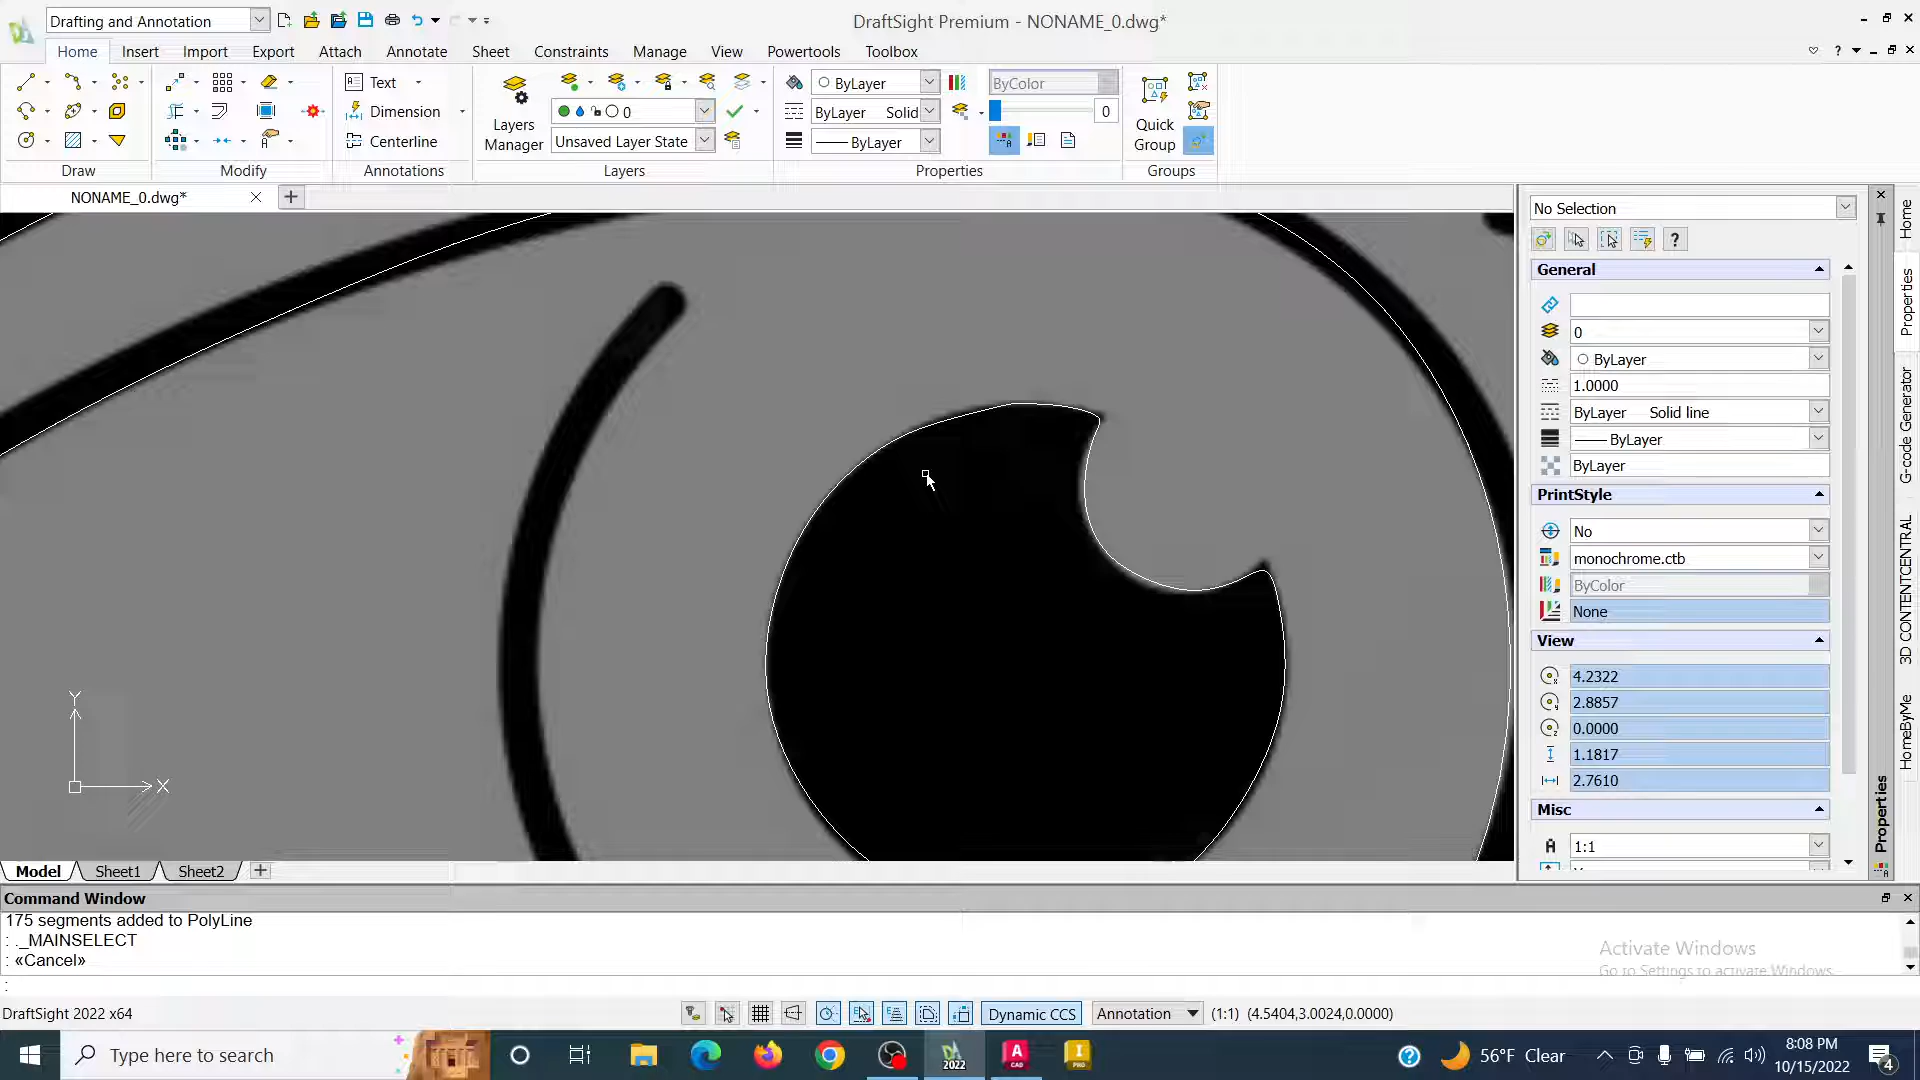 Drafting and Annotation
DraftSight Premium - NONAME_0.dwg*
Home Insert Import Export Attach Annotate Sheet Constraints Manage View Powertools Toolbox
Text
Dimension
Centerline
Layers
Manager
0
Unsaved Layer State
ByLayer
ByLayer Solid
ByLayer
ByColor
0
Quick
Group
Draw Modify Annotations Layers Properties Groups
NONAME_0.dwg*
Y
X
No Selection
General
0
ByLayer
1.0000
ByLayer Solid line
ByLayer
ByLayer
PrintStyle
No
monochrome.ctb
ByColor
None
View
4.2322
2.8857
0.0000
1.1817
2.7610
Misc
1:1
Properties
Home
Properties
G-code Generator
3D CONTENTCENTRAL
HomeByMe
Model Sheet1 Sheet2
Command Window
175 segments added to PolyLine
: ._MAINSELECT
: «Cancel»
:
Activate Windows
Go to Settings to activate Windows.
DraftSight 2022 x64
Dynamic CCS
Annotation
(1:1) (4.5404,3.0024,0.0000)
Type here to search
2022
A
CAD
I
PRO
56°F Clear
8:08 PM
10/15/2022
4